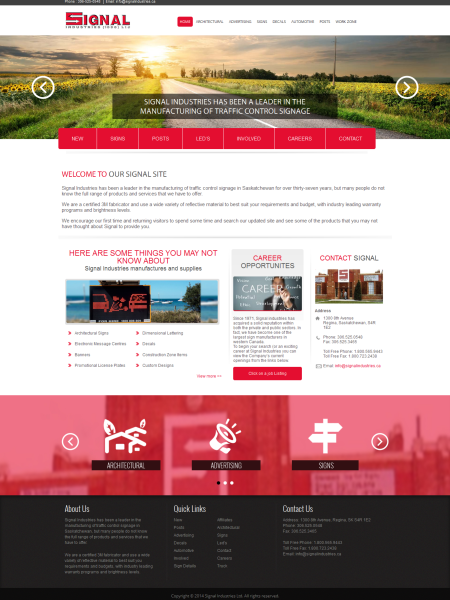 Phone : 306.525.0548 | Email: info@signalindustries.ca
SIGNAL
INDUSTRIES (1998) Ltd
HOME ARCHITECTURAL ADVERTISING SIGNS DECALS AUTOMOTIVE POSTS WORK ZONE
SIGNAL INDUSTRIES HAS BEEN A LEADER IN THE
MANUFACTURING OF TRAFFIC CONTROL SIGNAGE
NEW SIGNS POSTS LED'S INVOLVED CAREERS CONTACT
WELCOME TO OUR SIGNAL SITE
Signal Industries has been a leader in the manufacturing of traffic control signage in Saskatchewan for over thirty-seven years, but many people do not
know the full range of products and services that we have to offer.
We are a certified 3M fabricator and use a wide variety of reflective material to best suit your requirements and budget, with industry leading warranty
programs and brightness levels.
We encourage our first time and returning visitors to spend some time and search our updated site and see some of the products that you may not
have thought about Signal to provide you.
HERE ARE SOME THINGS YOU MAY NOT
KNOW ABOUT
Signal Industries manufactures and supplies
Architectural Signs
Dimensional Lettering
Electronic Message Centres
Decals
Banners
Construction Zone Items
Promotional License Plates
Custom Designs
View more >>
CAREER
OPPORTUNITES
CAREER
Since 1971, Signal Industries has
acquired a solid reputation within
both the private and public sectors. In
fact, we have become one of the
largest sign manufacturers in
western Canada.
To begin your search on an exciting
career at Signal Industries you can
view the Company's current
openings from the links below.
Click on a job Listing
CONTACT SIGNAL
Address
1300 8th Avenue
Regina, Saskatchewan, S4R
7E2
Phone: 306.525.0548
Fax: 306.525.3465
Toll Free Phone: 1.800.565.9443
Toll Free Fax: 1.800.723.2438
Email: info@signalindustries.ca
ARCHITECTURAL
ADVERTISING
SIGNS
About Us
Signal Industries has been a leader in the
manufacturing of traffic control signage in
Saskatchewan, but many people do not know
the full range of products and services that we
have to offer.
We are a certified 3M fabricator and use a wide
variety of reflective material to best suit your
requirements and budgets, with industry leading
warranty programs and brightness levels.
Quick Links
New
Posts
Advertising
Decals
Automotive
Involved
Sign Details
Affiliates
Architectural
Signs
Led's
Contact
Careers
Truck
Contact Us
Address: 1300 8th Avenue, Regina, SK S4R 7E2
Phone: 306.525.0548
Fax: 306.525.3465
Toll Free Phone: 1.800.565.9443
Toll Free Fax: 1.800.723.2438
Email: info@signalindustries.ca
Copyright © 2014 Signal Industries Ltd. All rights reserved.